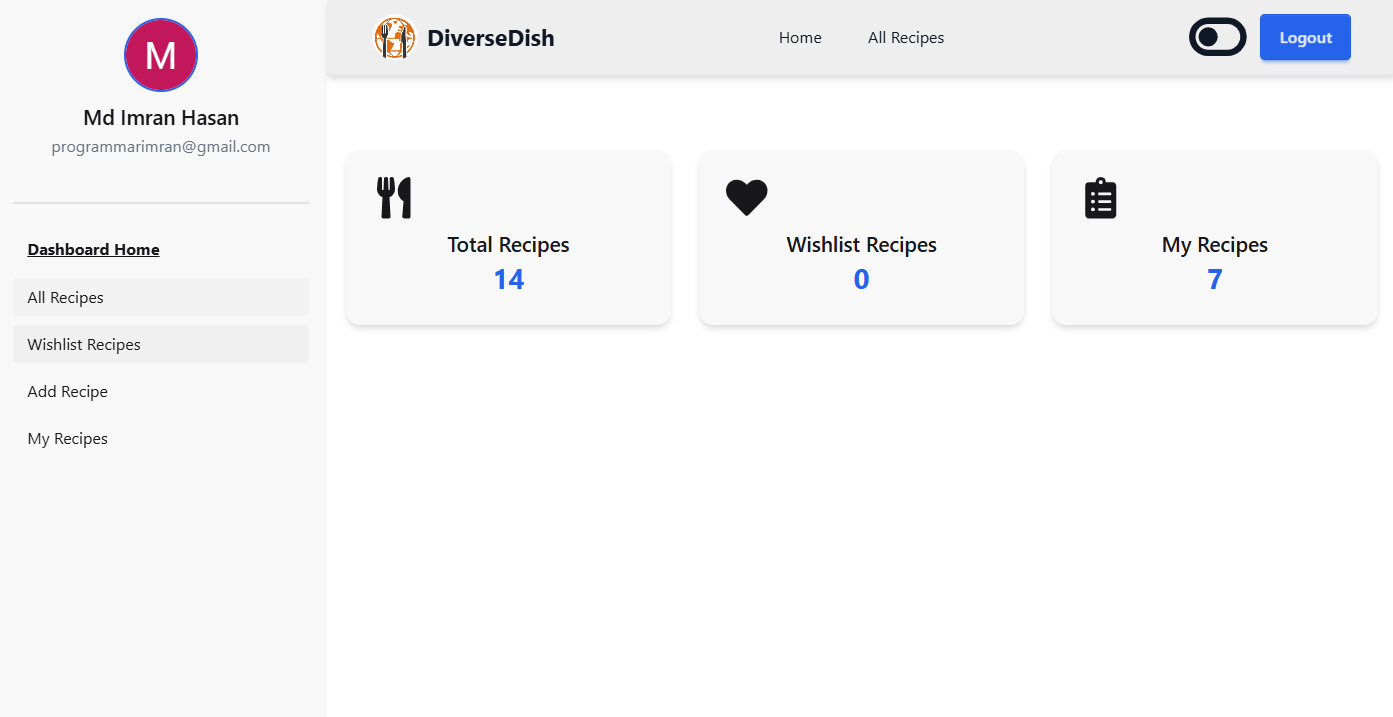 M
Md Imran Hasan
programmarimran@gmail.com
Dashboard Home
All Recipes
Wishlist Recipes
Add Recipe
My Recipes
DiverseDish
Home
All Recipes
Logout
Total Recipes
14
Wishlist Recipes
0
My Recipes
7